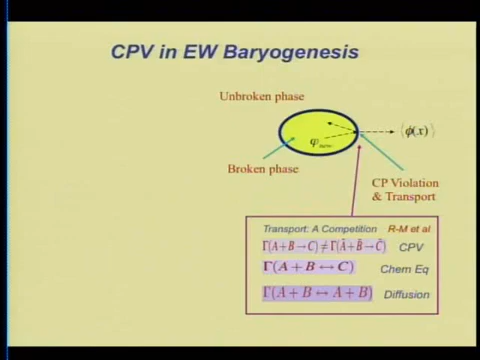 CPV in EW Baryogenesis
Unbroken phase
φ_new
⟨φ(x)⟩
Broken phase
CP Violation
& Transport
Transport: A Competition R-M et al
Γ(A+B→C)≠Γ(Ā+B̄→C̄) CPV
Γ(A+B↔C) Chem Eq
Γ(A+B↔A+B) Diffusion